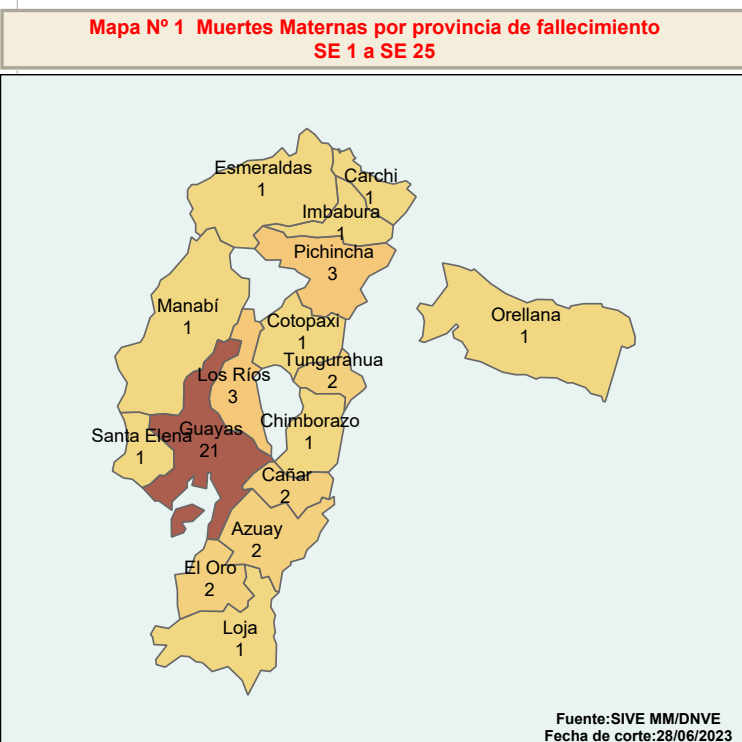 Mapa Nº 1 Muertes Maternas por provincia de fallecimiento
SE 1 a SE 25
Esmeraldas
1
Carchi
1
Imbabura
1
Pichincha
3
Manabí
1
Cotopaxi
1
Orellana
1
Tungurahua
2
Los Ríos
3
Chimborazo
1
Santa Elena
1
Guayas
21
Cañar
2
Azuay
2
El Oro
2
Loja
1
Fuente:SIVE MM/DNVE
Fecha de corte:28/06/2023